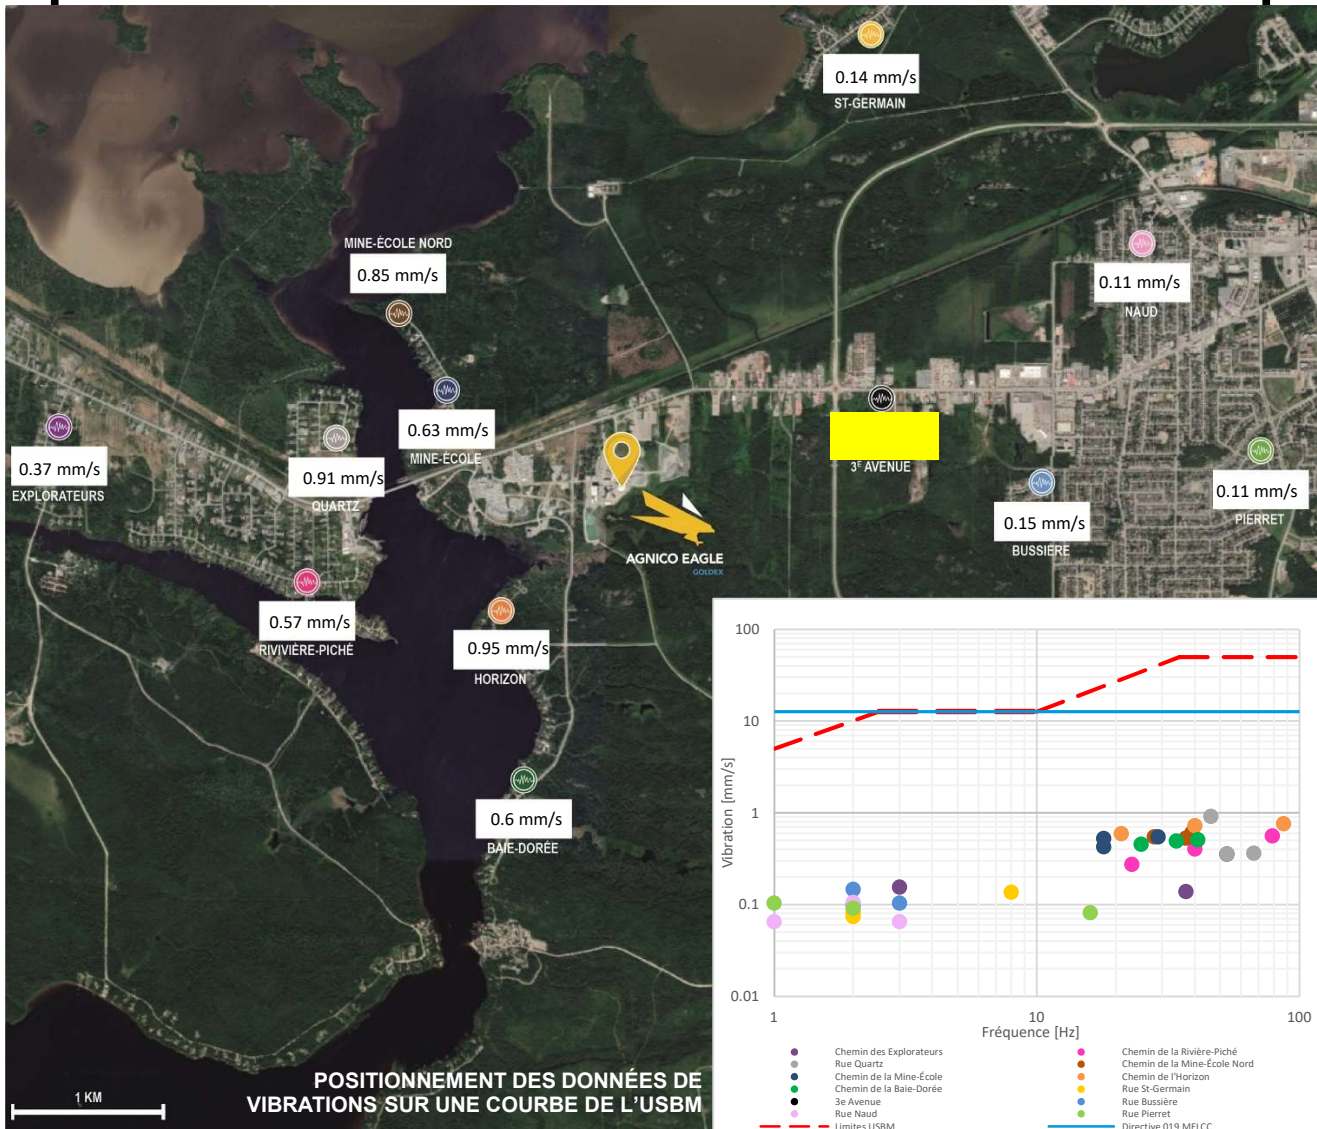 0.14 mm/s
ST-GERMAIN
MINE-ÉCOLE NORD
0.85 mm/s
0.11 mm/s
NAUD
0.63 mm/s
MINE-ÉCOLE
0.37 mm/s
EXPLORATEURS
0.91 mm/s
QUARTZ
3E AVENUE
0.11 mm/s
PIERRET
0.15 mm/s
BUSSIÈRE
AGNICO EAGLE
GOLDEX
0.57 mm/s
RIVIVIÈRE-PICHÉ
0.95 mm/s
HORIZON
0.6 mm/s
BAIE-DORÉE
100
10
1
0.1
0.01
Vibration [mm/s]
1
10
100
Fréquence [Hz]
Chemin des Explorateurs
Chemin de la Rivière-Piché
Rue Quartz
Chemin de la Mine-École Nord
Chemin de la Mine-École
Chemin de l'Horizon
Chemin de la Baie-Dorée
Rue St-Germain
3e Avenue
Rue Bussière
Rue Naud
Rue Pierret
Limites USBM
Directive 019 MELCC
1 KM
POSITIONNEMENT DES DONNÉES DE
VIBRATIONS SUR UNE COURBE DE L'USBM